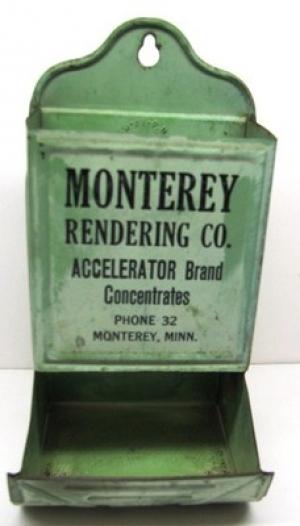 MONTEREY
RENDERING CO.
ACCELERATOR Brand
Concentrates
PHONE 32
MONTEREY, MINN.